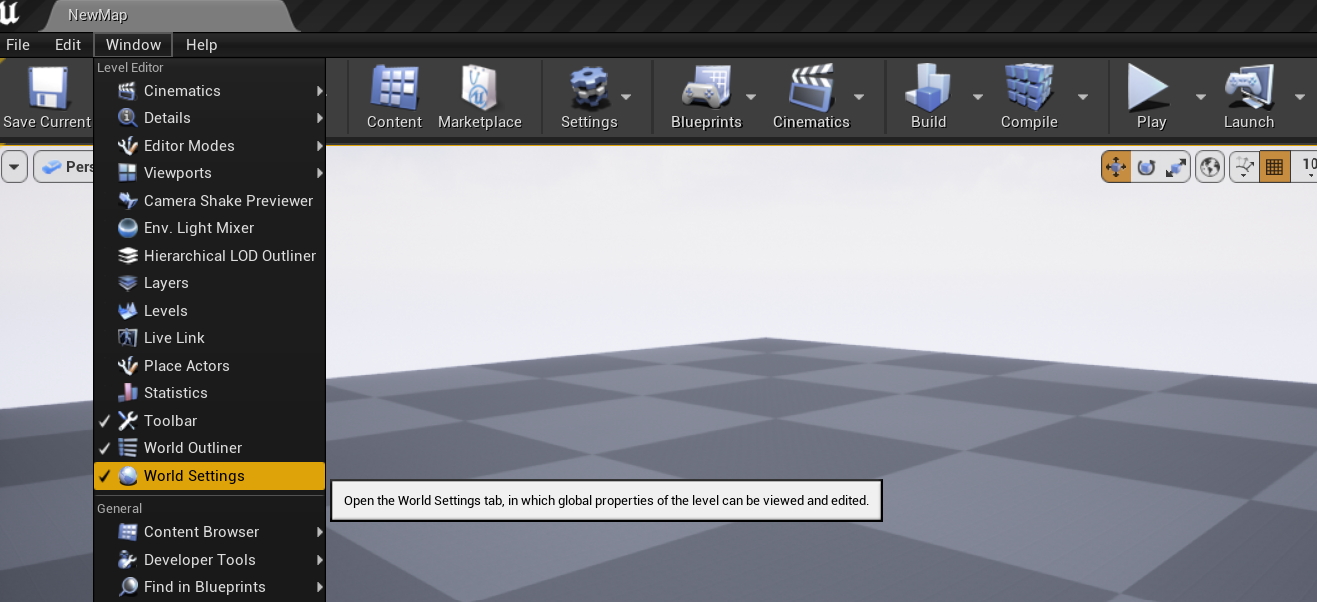 NewMap
File Edit Window Help
Save Current Content Marketplace Settings Blueprints Cinematics Build Compile Play Launch
Level Editor
Cinematics
Details
Editor Modes
Viewports
Camera Shake Previewer
Env. Light Mixer
Hierarchical LOD Outliner
Layers
Levels
Live Link
Place Actors
Statistics
Toolbar
World Outliner
World Settings
Open the World Settings tab, in which global properties of the level can be viewed and edited.
General
Content Browser
Developer Tools
Find in Blueprints
Pers
10